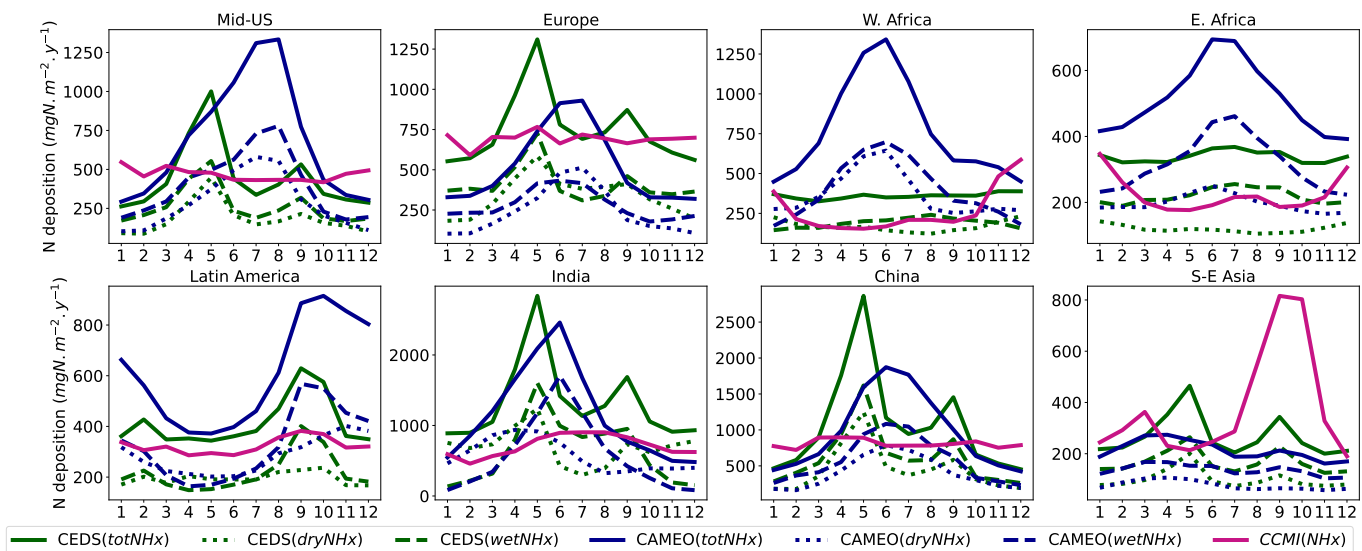 Mid-US
Europe
W. Africa
E. Africa
N deposition (mgN. m⁻². y⁻¹)
1250
1000
750
500
250
1 2 3 4 5 6 7 8 9 10 11 12
1250
1000
750
500
250
1 2 3 4 5 6 7 8 9 10 11 12
1250
1000
750
500
250
1 2 3 4 5 6 7 8 9 10 11 12
600
400
200
1 2 3 4 5 6 7 8 9 10 11 12
Latin America
India
China
S-E Asia
N deposition (mgN. m⁻². y⁻¹)
800
600
400
200
1 2 3 4 5 6 7 8 9 10 11 12
2000
1000
0
1 2 3 4 5 6 7 8 9 10 11 12
2500
2000
1500
1000
500
1 2 3 4 5 6 7 8 9 10 11 12
800
600
400
200
1 2 3 4 5 6 7 8 9 10 11 12
CEDS(totNHx) CEDS(dryNHx) CEDS(wetNHx) CAMEO(totNHx) CAMEO(dryNHx) CAMEO(wetNHx) CCMI(NHx)